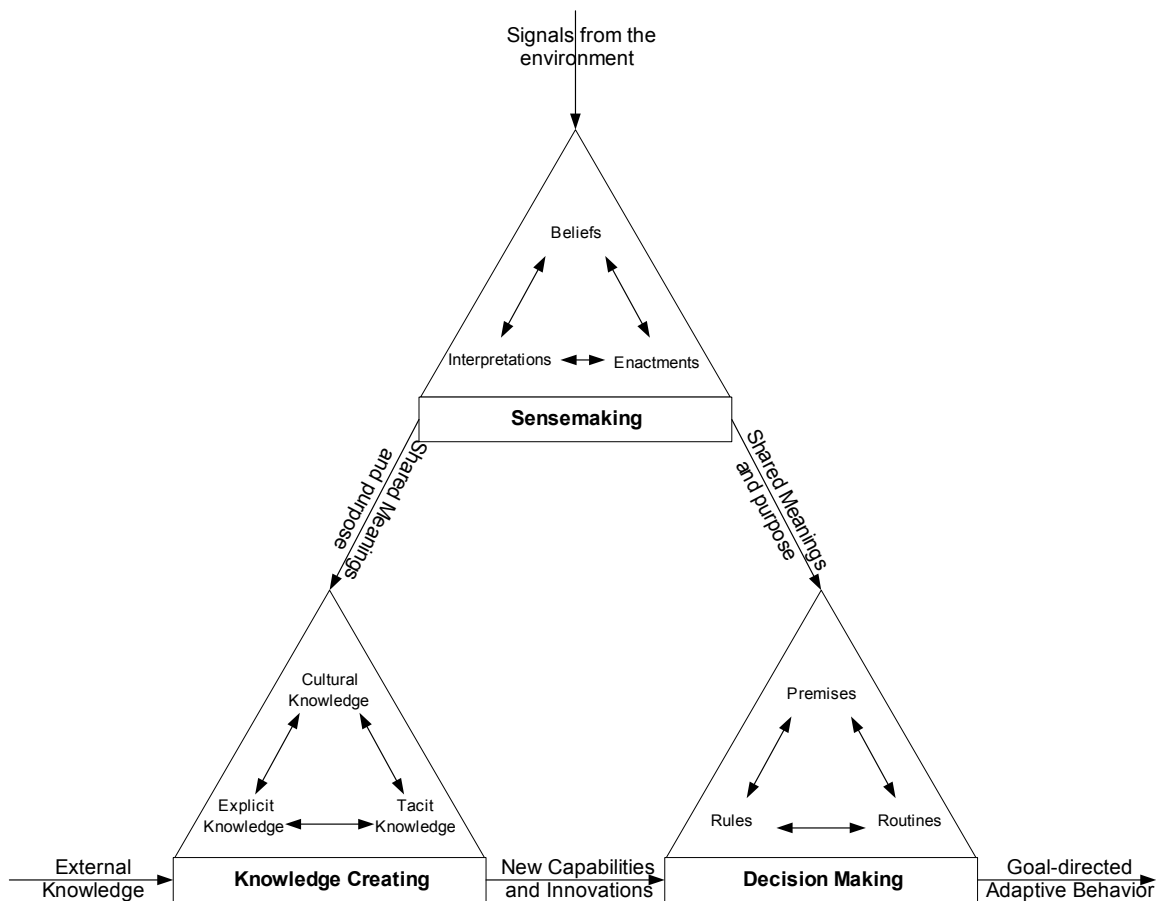 Signals from the
environment
Beliefs
Interpretations
Enactments
Sensemaking
Shared Meanings
and purpose
Shared Meanings
and purpose
Cultural
Knowledge
Explicit
Knowledge
Tacit
Knowledge
Premises
Rules
Routines
External
Knowledge
Knowledge Creating
New Capabilities
and Innovations
Decision Making
Goal-directed
Adaptive Behavior